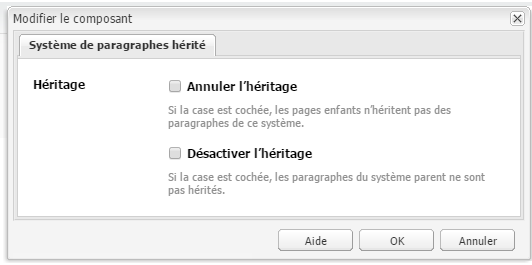 Modifier le composant
Système de paragraphes hérité
Héritage
Annuler l'héritage
Si la case est cochée, les pages enfants n'héritent pas des
paragraphes de ce système.
Désactiver l'héritage
Si la case est cochée, les paragraphes du système parent ne sont
pas hérités.
Aide
OK
Annuler